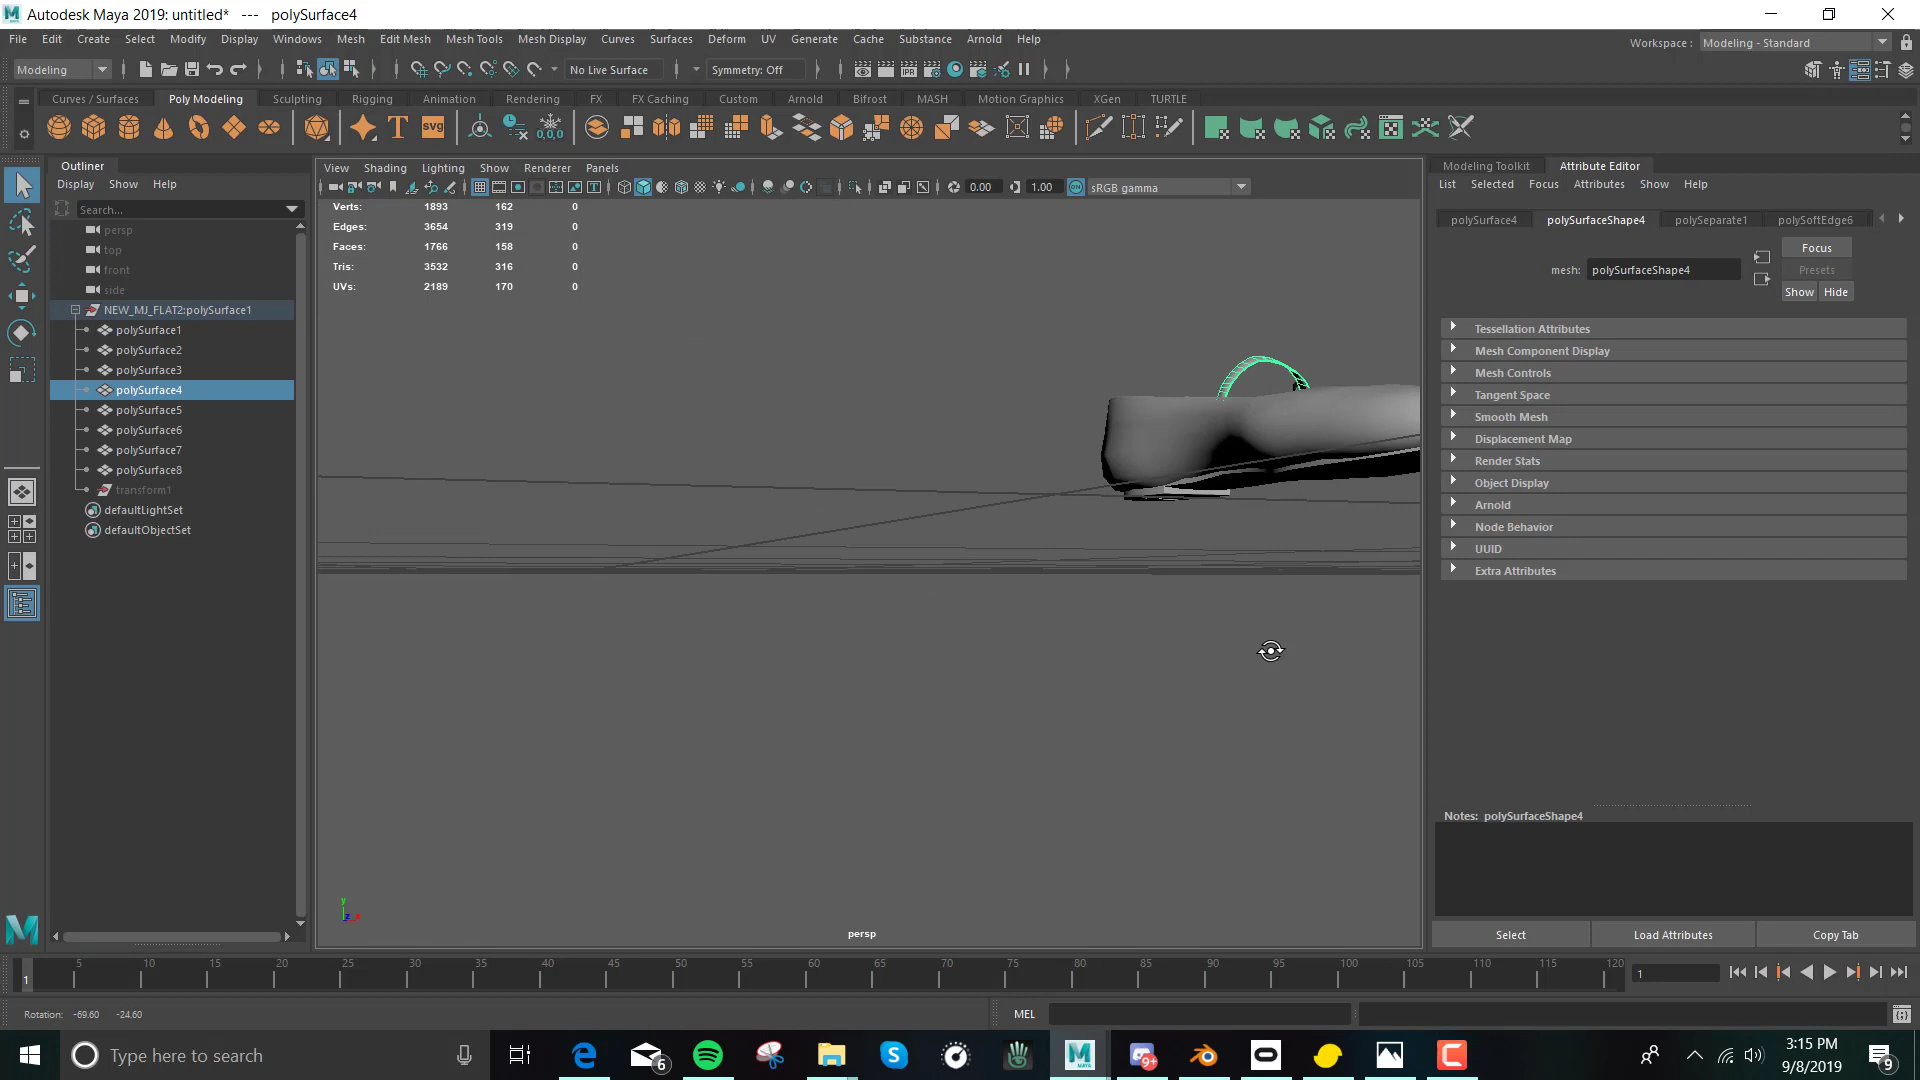 Autodesk Maya 2019: untitled*   ---   polySurface4
File Edit Create Select Modify Display Windows Mesh Edit Mesh Mesh Tools Mesh Display Curves Surfaces Deform UV Generate Cache Substance Arnold Help
Workspace : Modeling - Standard
Modeling No Live Surface Symmetry: Off
Curves / Surfaces Poly Modeling Sculpting Rigging Animation Rendering FX FX Caching Custom Arnold Bifrost MASH Motion Graphics XGen TURTLE
Outliner
Display Show Help
Search...
persp
top
front
side
NEW_MJ_FLAT2:polySurface1
polySurface1
polySurface2
polySurface3
polySurface4
polySurface5
polySurface6
polySurface7
polySurface8
transform1
defaultLightSet
defaultObjectSet
View Shading Lighting Show Renderer Panels
0.00 1.00 sRGB gamma
Verts: 1893 162 0
Edges: 3654 319 0
Faces: 1766 158 0
Tris: 3532 316 0
UVs: 2189 170 0
y
z x
persp
Modeling Toolkit Attribute Editor
List Selected Focus Attributes Show Help
polySurface4 polySurfaceShape4 polySeparate1 polySoftEdge6
mesh: polySurfaceShape4
Focus
Presets
Show Hide
Tessellation Attributes
Mesh Component Display
Mesh Controls
Tangent Space
Smooth Mesh
Displacement Map
Render Stats
Object Display
Arnold
Node Behavior
UUID
Extra Attributes
Notes: polySurfaceShape4
Select Load Attributes Copy Tab
1 5 10 15 20 25 30 35 40 45 50 55 60 65 70 75 80 85 90 95 100 105 110 115 120 1
Rotation: -69.60 -24.60
MEL
Type here to search
6
MAYA
9+
3:15 PM
9/8/2019
9